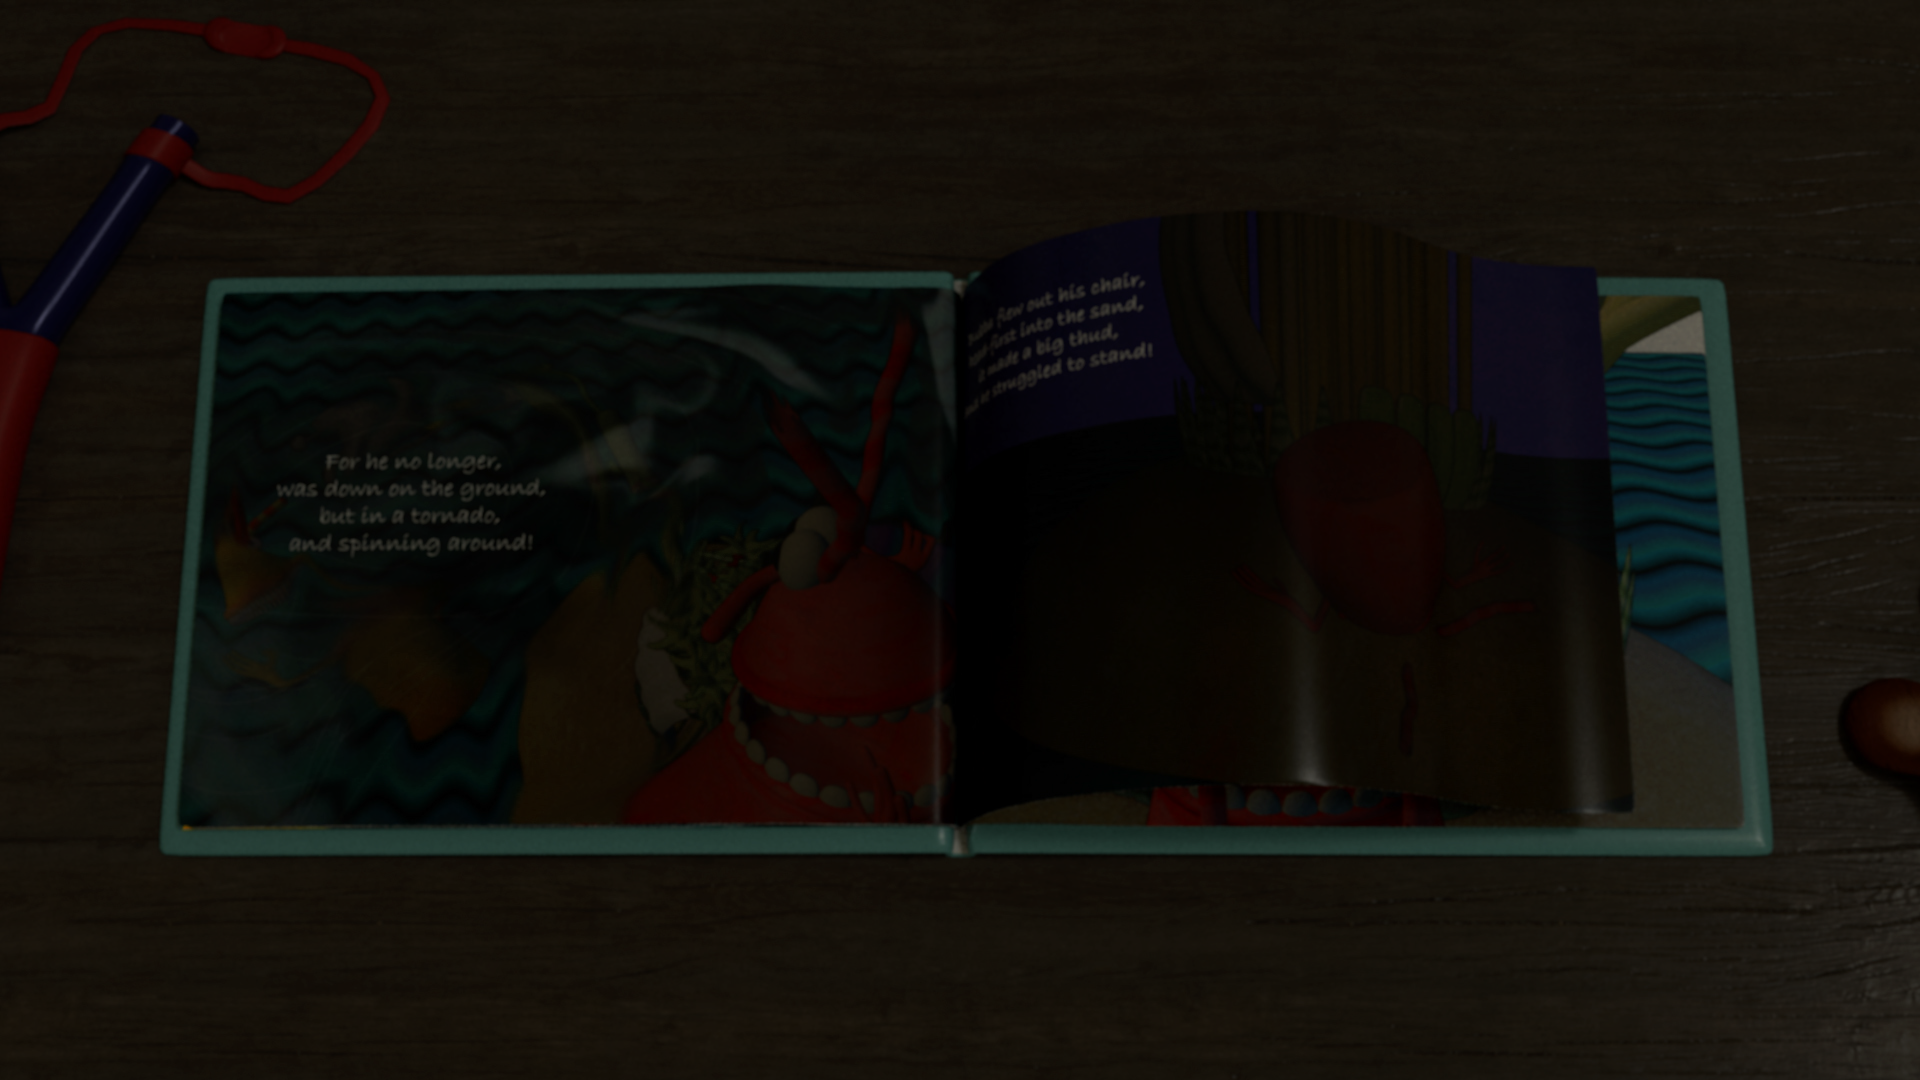 For he no longer,
was down on the ground,
but in a tornado,
and spinning around!
flew out his chair,
first into the sand,
it made a big thud,
struggled to stand!